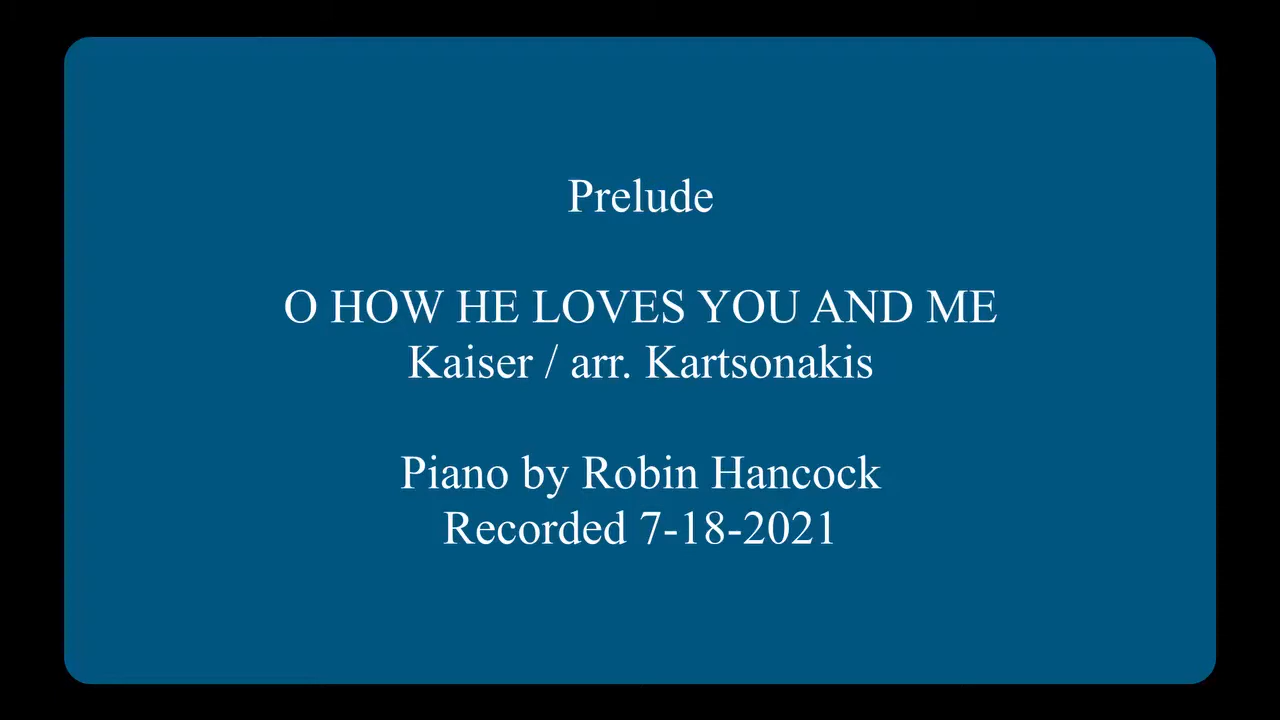 Prelude
O HOW HE LOVES YOU AND ME
Kaiser / arr. Kartsonakis
Piano by Robin Hancock
Recorded 7-18-2021